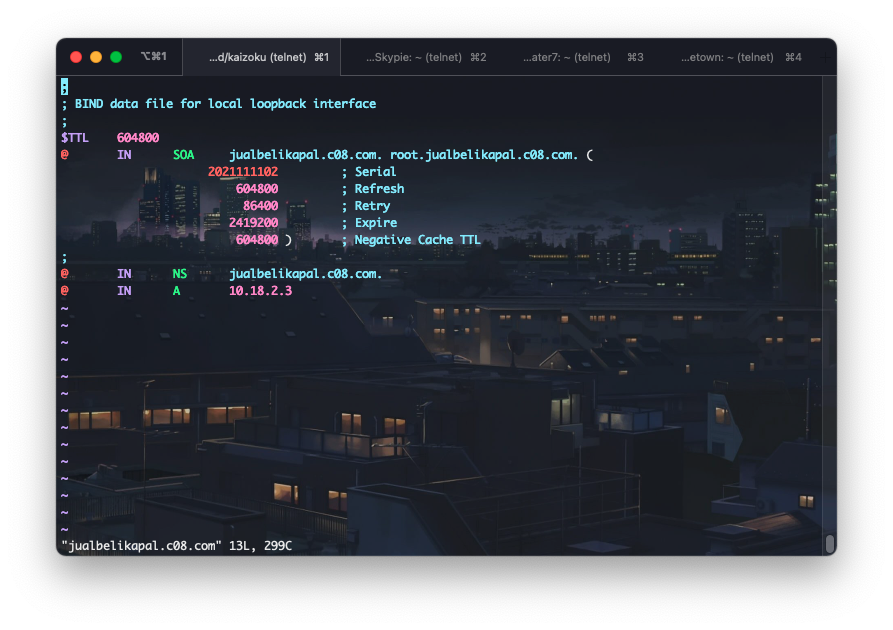 ⌥⌘1 ...d/kaizoku (telnet) ⌘1 ...Skypie: ~ (telnet) ⌘2 ...ater7: ~ (telnet) ⌘3 ...etown: ~ (telnet) ⌘4
;
; BIND data file for local loopback interface
;
$TTL 604800
@ IN SOA jualbelikapal.c08.com. root.jualbelikapal.c08.com. (
2021111102 ; Serial
604800 ; Refresh
86400 ; Retry
2419200 ; Expire
604800 ) ; Negative Cache TTL
;
@ IN NS jualbelikapal.c08.com.
@ IN A 10.18.2.3
~
~
~
~
~
~
~
~
~
~
~
~
~
~
"jualbelikapal.c08.com" 13L, 299C